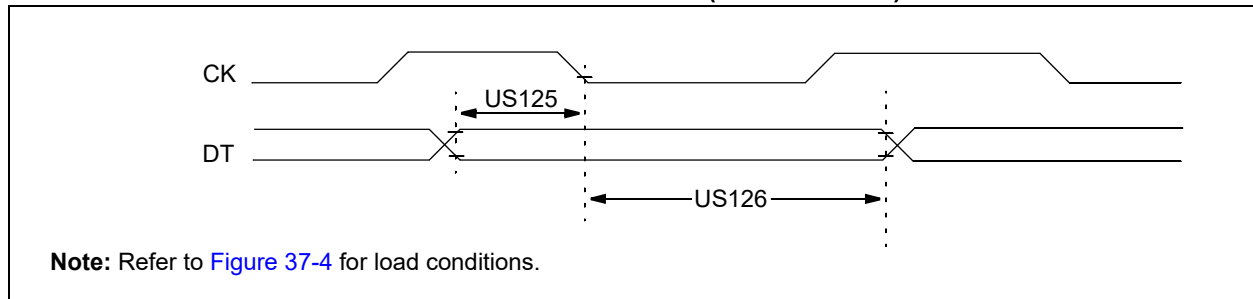 CK
US125
DT
US126
Note: Refer to Figure 37-4 for load conditions.